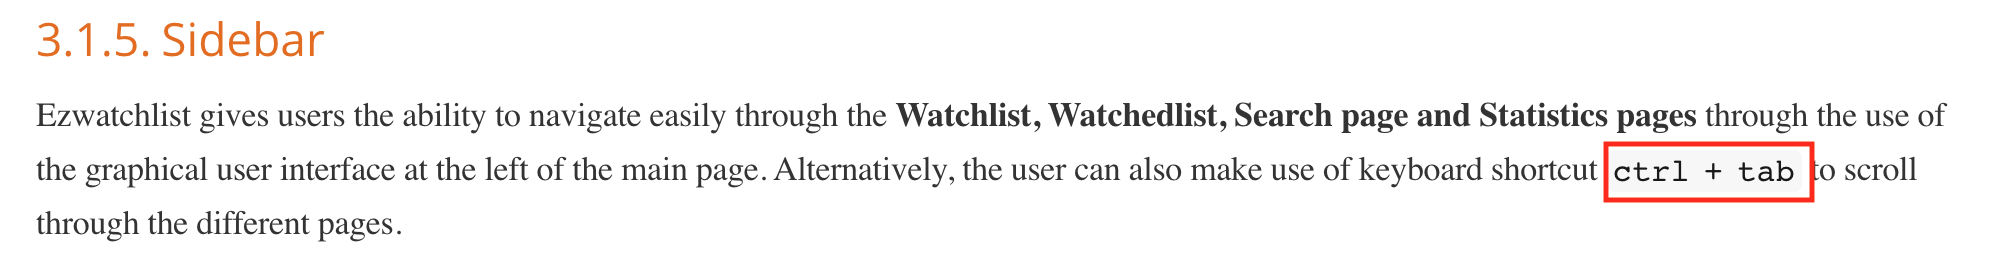 3.1.5. Sidebar
Ezwatchlist gives users the ability to navigate easily through the Watchlist, Watchedlist, Search page and Statistics pages through the use of
the graphical user interface at the left of the main page. Alternatively, the user can also make use of keyboard shortcut ctrl + tab to scroll
through the different pages.